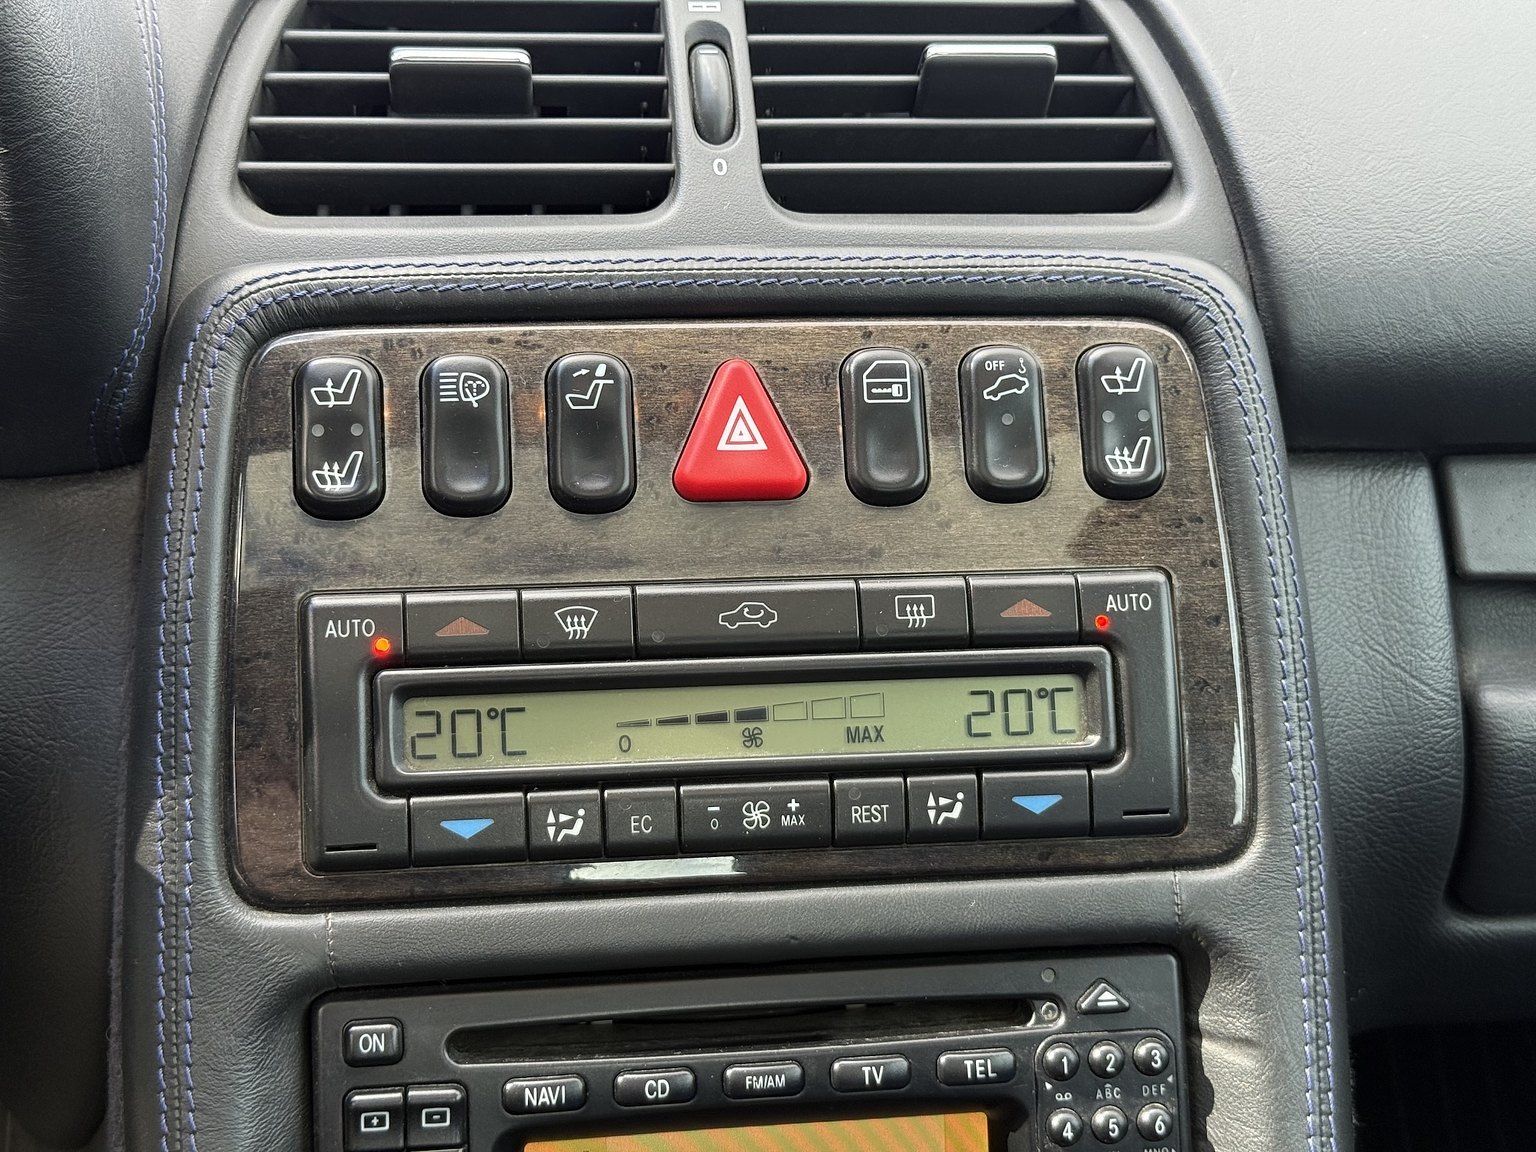 0
OFF
AUTO
AUTO
20°C
0
MAX
20°C
EC
- 0
+ MAX
REST
ON
NAVI
CD
FM/AM
TV
TEL
1
2
3
ABC
DEF
+
-
4
5
6